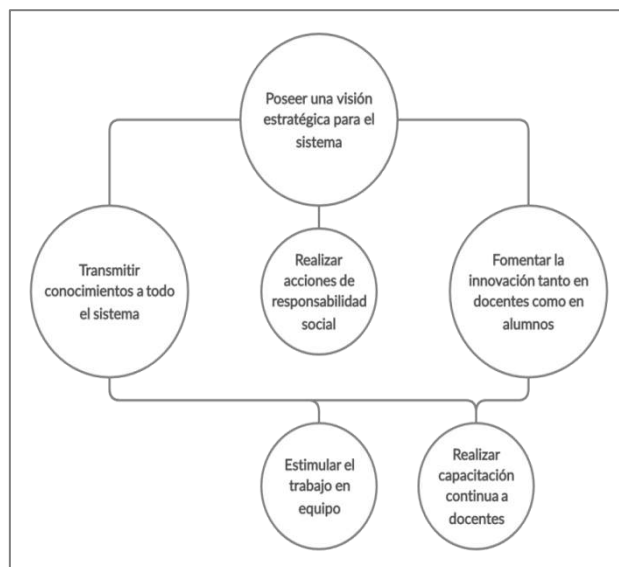 Poseer una visión
estratégica para el
sistema
Transmitir
conocimientos a todo
el sistema
Realizar
acciones de
responsabilidad
social
Fomentar la
innovación tanto en
docentes como en
alumnos
Estimular el
trabajo en
equipo
Realizar
capacitación
continua a
docentes